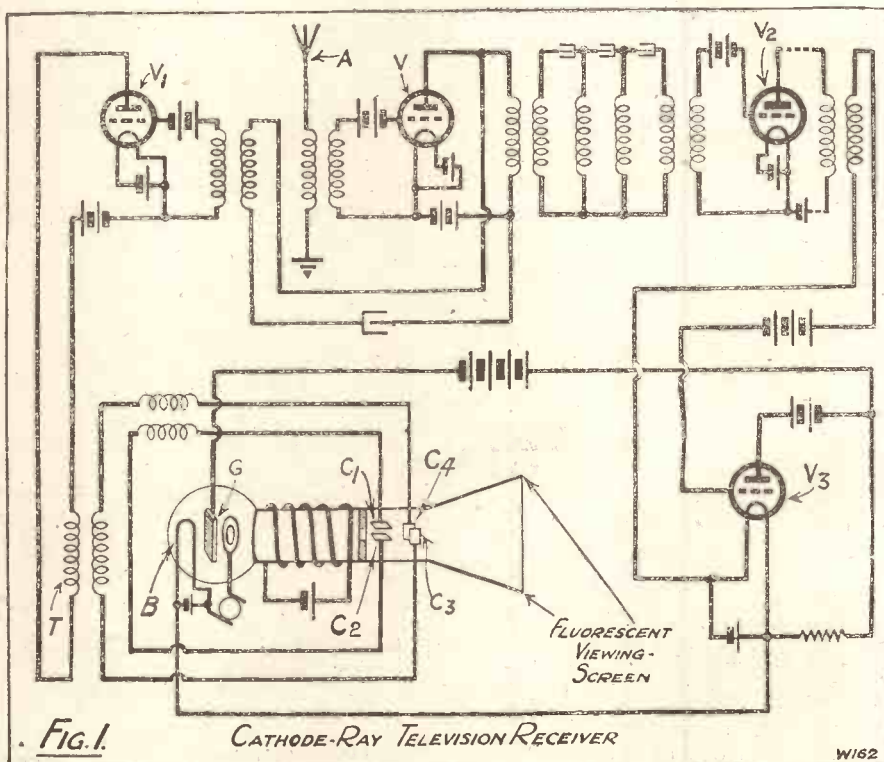 V1
A
V
V2
V3
G
C1
C4
B
C2
C3
T
FLUORESCENT
VIEWING-
SCREEN
FIG. 1.
CATHODE-RAY TELEVISION RECEIVER
W162